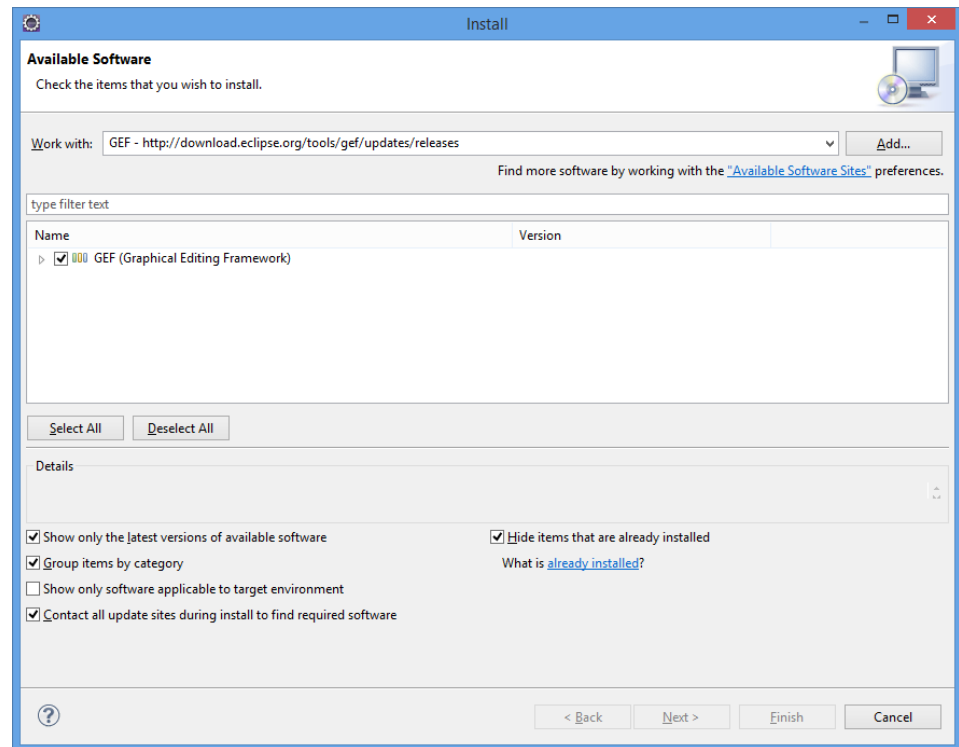 Install
Available Software
Check the items that you wish to install.
Work with: GEF - http://download.eclipse.org/tools/gef/updates/releases Add...
Find more software by working with the "Available Software Sites" preferences.
type filter text
Name Version
GEF (Graphical Editing Framework)
Select All Deselect All
Details
Show only the latest versions of available software Hide items that are already installed
Group items by category What is already installed?
Show only software applicable to target environment
Contact all update sites during install to find required software
? < Back Next > Finish Cancel